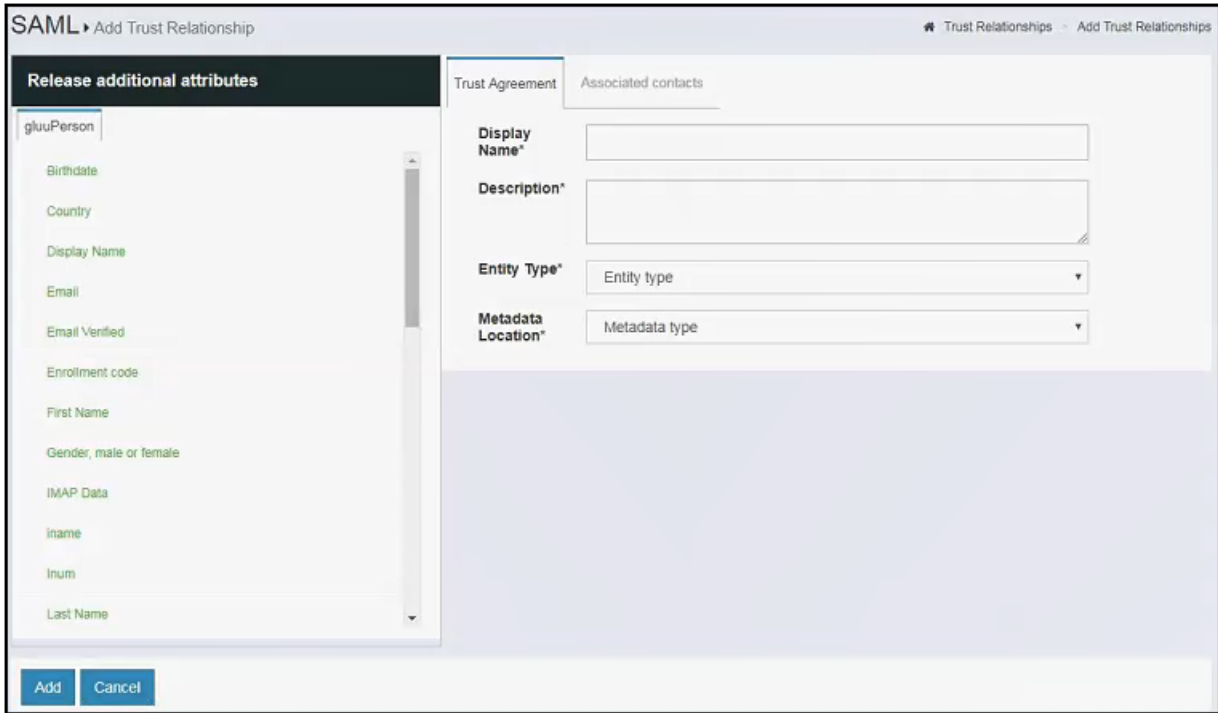 SAML ▸ Add Trust Relationship
Trust Relationships - Add Trust Relationships
Release additional attributes
gluuPerson
Birthdate
Country
Display Name
Email
Email Verified
Enrollment code
First Name
Gender, male or female
IMAP Data
iname
Inum
Last Name
Trust Agreement Associated contacts
Display
Name*
Description*
Entity Type* Entity type
Metadata
Location* Metadata type
Add Cancel